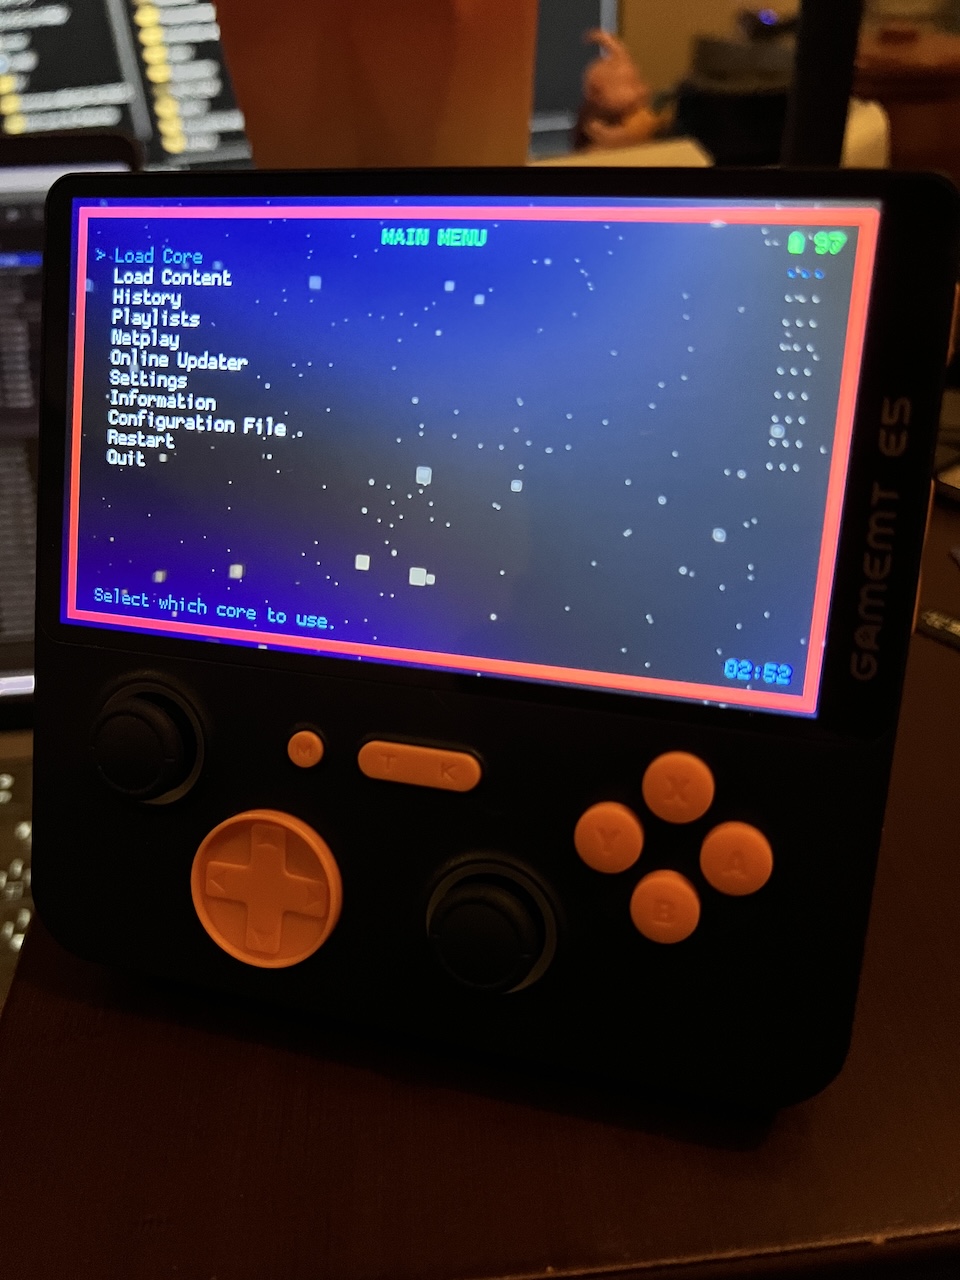 MAIN MENU
97
> Load Core
...
Load Content
...
History
...
Playlists
...
Netplay
...
Online Updater
...
Settings
...
Information
...
Configuration File
...
Restart
Quit
Select which core to use.
02:52
GAMEMT E5
M
T K
X
Y
A
B